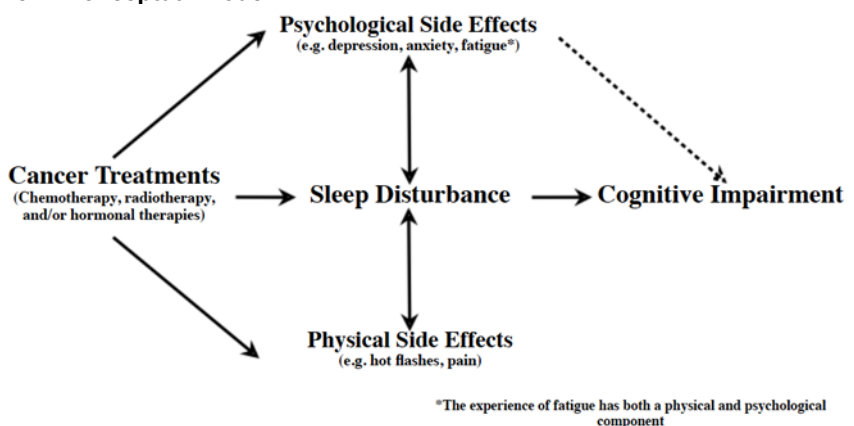 Psychological Side Effects
(e.g. depression, anxiety, fatigue*)
Cancer Treatments
(Chemotherapy, radiotherapy,
and/or hormonal therapies)
Sleep Disturbance
Cognitive Impairment
Physical Side Effects
(e.g. hot flashes, pain)
*The experience of fatigue has both a physical and psychological
component